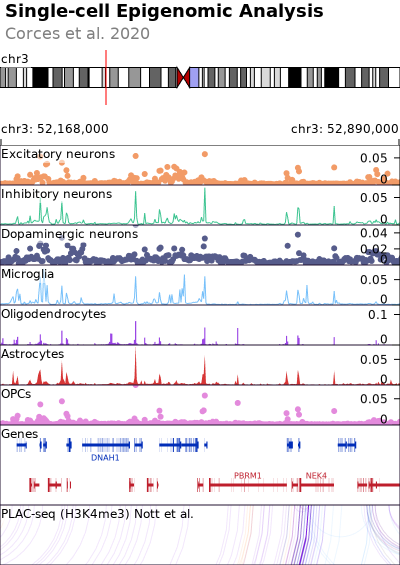 Single-cell Epigenomic Analysis
Corces et al. 2020
chr3
chr3: 52,168,000 chr3: 52,890,000
Excitatory neurons 0.05
0
Inhibitory neurons 0.05
0
Dopaminergic neurons 0.04
0.02
0
Microglia 0.05
0
Oligodendrocytes 0.1
0
Astrocytes 0.05
0
OPCs 0.05
0
Genes
DNAH1
PBRM1 NEK4
PLAC-seq (H3K4me3) Nott et al.